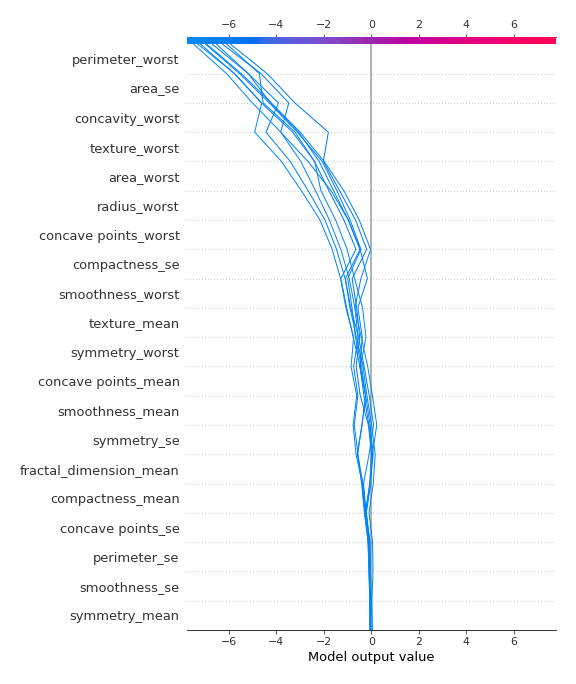 −6 −4 −2 0 2 4 6
perimeter_worst
area_se
concavity_worst
texture_worst
area_worst
radius_worst
concave points_worst
compactness_se
smoothness_worst
texture_mean
symmetry_worst
concave points_mean
smoothness_mean
symmetry_se
fractal_dimension_mean
compactness_mean
concave points_se
perimeter_se
smoothness_se
symmetry_mean
−6 −4 −2 0 2 4 6
Model output value